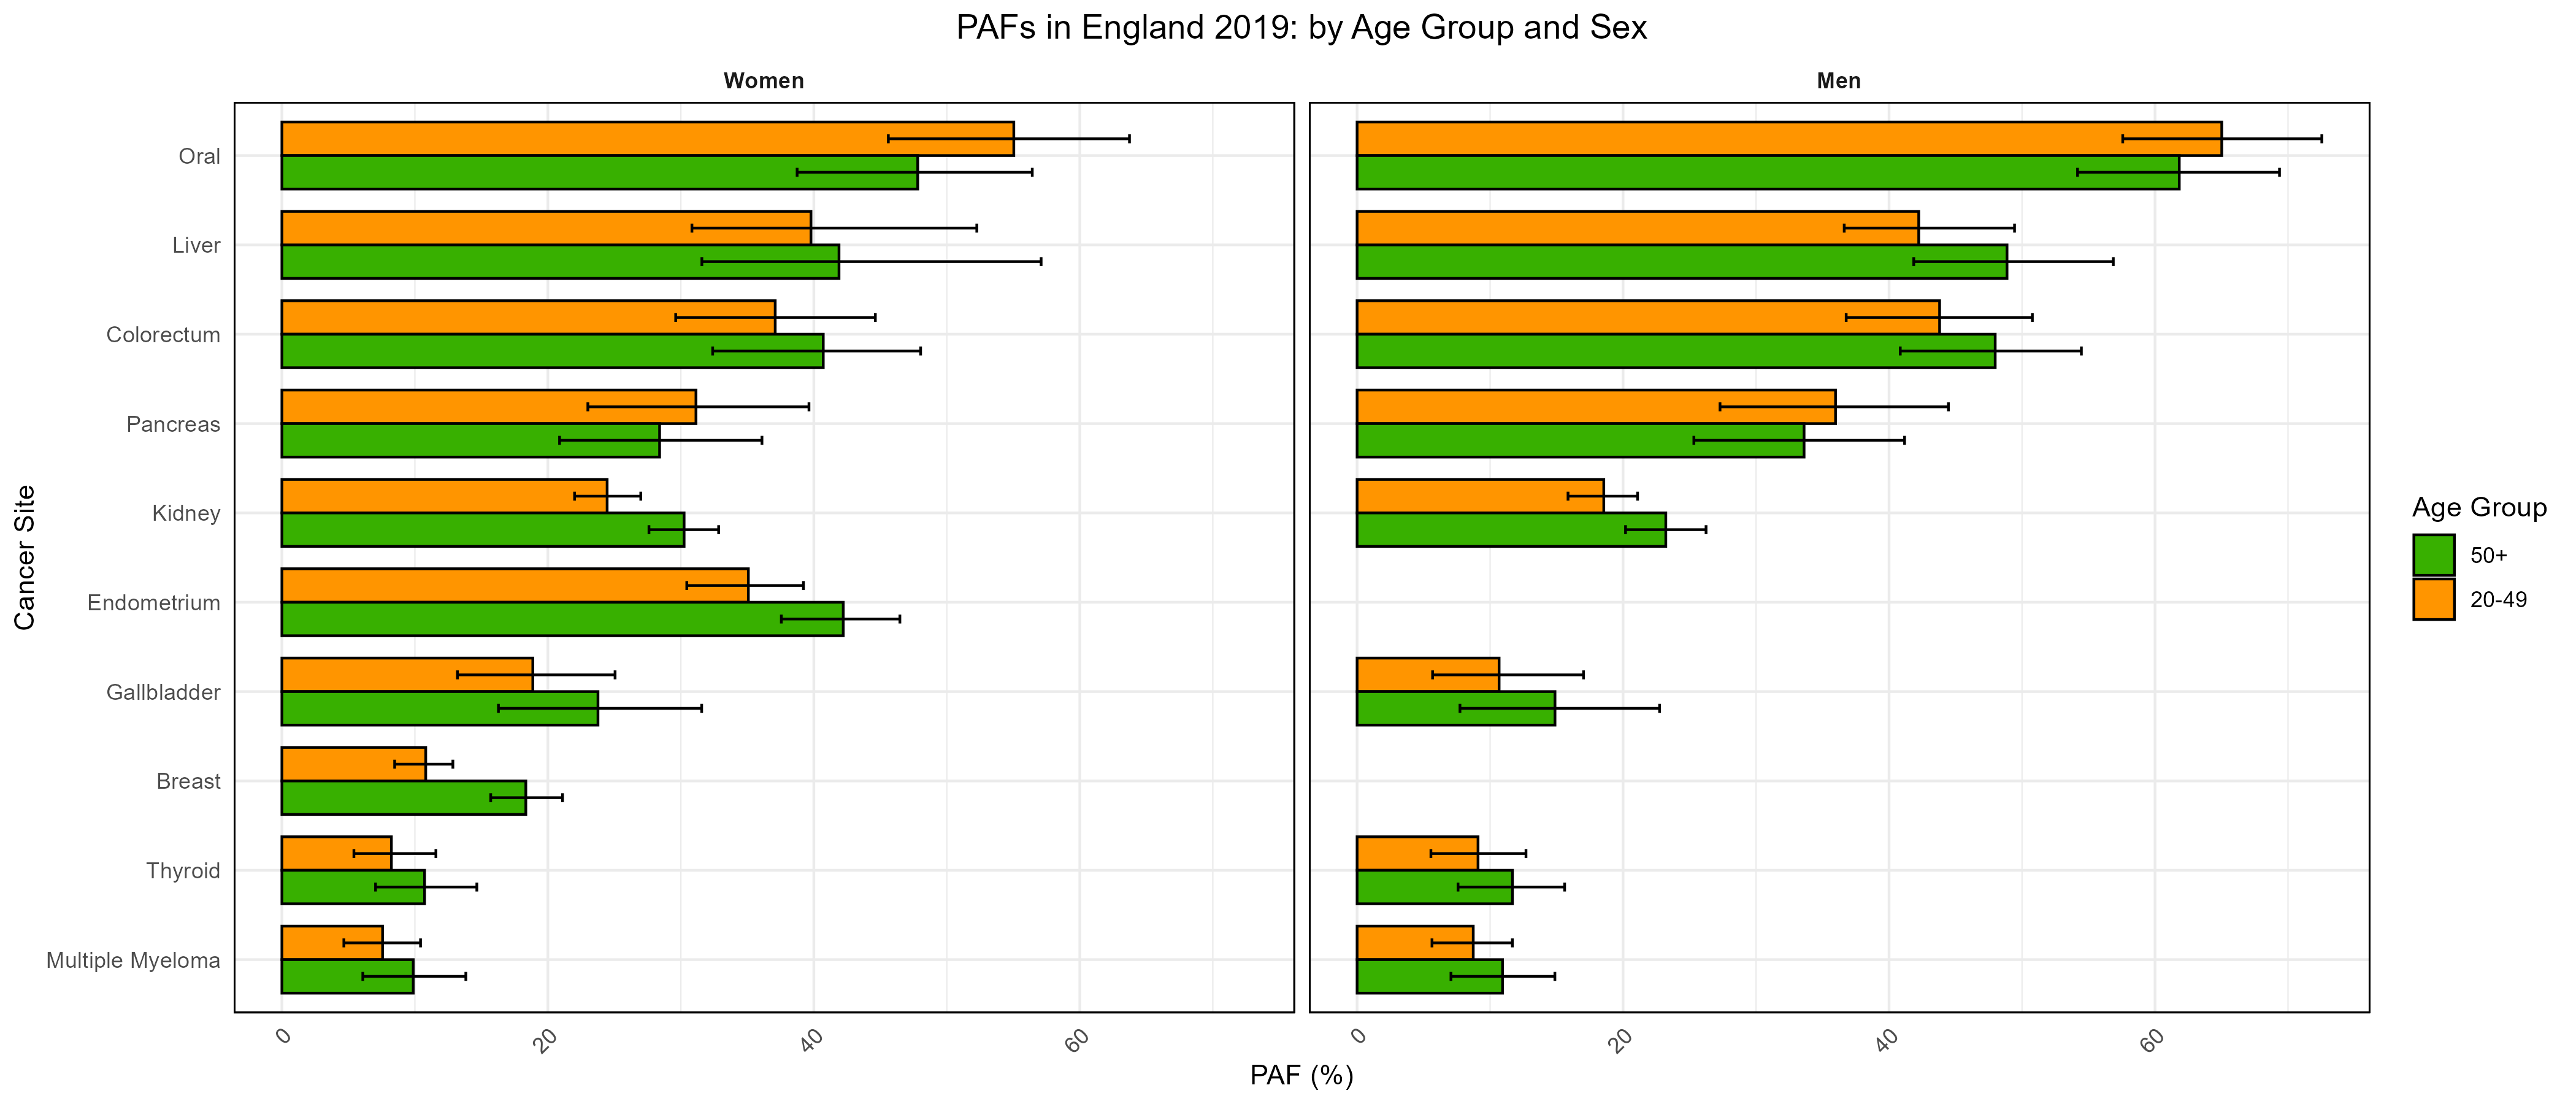 PAFs in England 2019: by Age Group and Sex
Women
Men
Cancer Site
Oral
Liver
Colorectum
Pancreas
Kidney
Endometrium
Gallbladder
Breast
Thyroid
Multiple Myeloma
0
20
40
60
0
20
40
60
PAF (%)
Age Group
50+
20-49